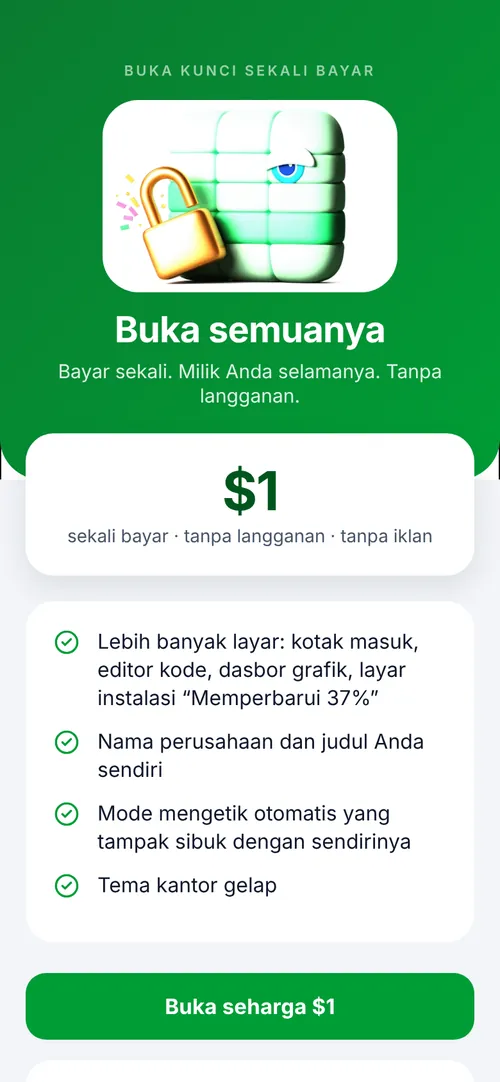 BUKA KUNCI SEKALI BAYAR
Buka semuanya
Bayar sekali. Milik Anda selamanya. Tanpa
langganan.
$1
sekali bayar · tanpa langganan · tanpa iklan
Lebih banyak layar: kotak masuk,
editor kode, dasbor grafik, layar
instalasi “Memperbarui 37%”
Nama perusahaan dan judul Anda
sendiri
Mode mengetik otomatis yang
tampak sibuk dengan sendirinya
Tema kantor gelap
Buka seharga $1